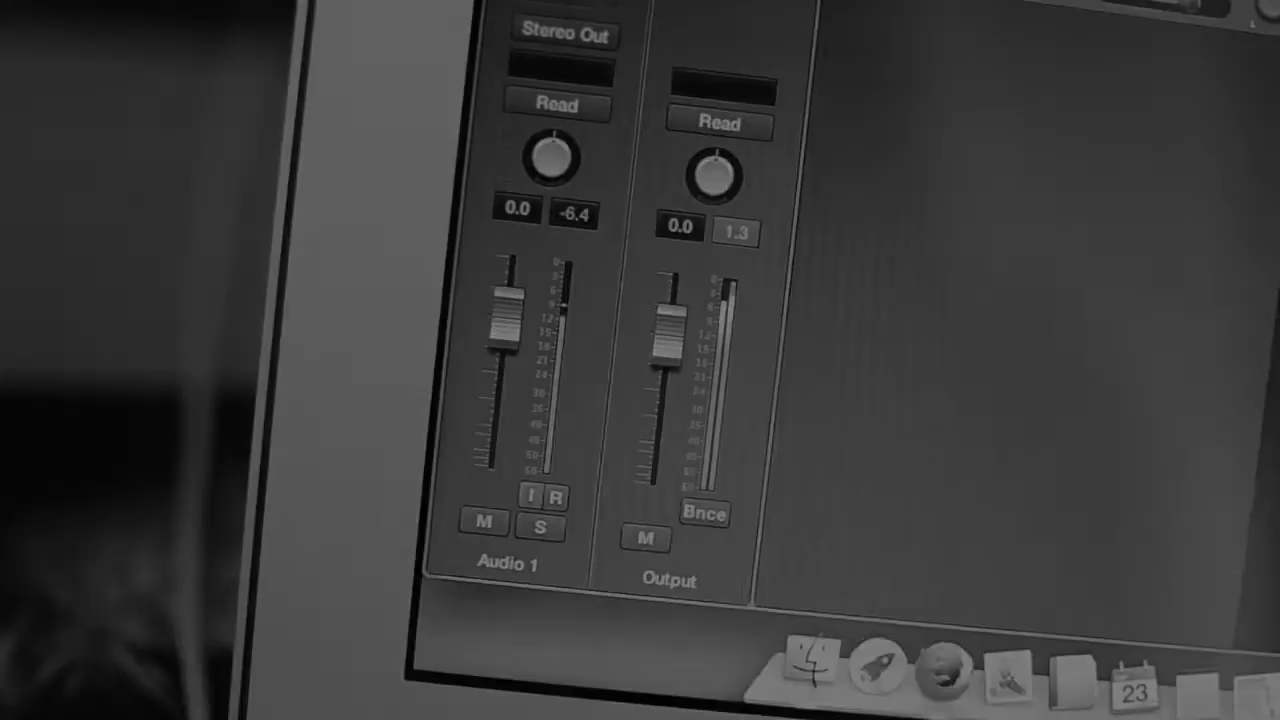 Stereo Out
Read
Read
0.0
-6.4
0.0
1.3
I
R
M
S
Bnce
M
Audio 1
Output
23